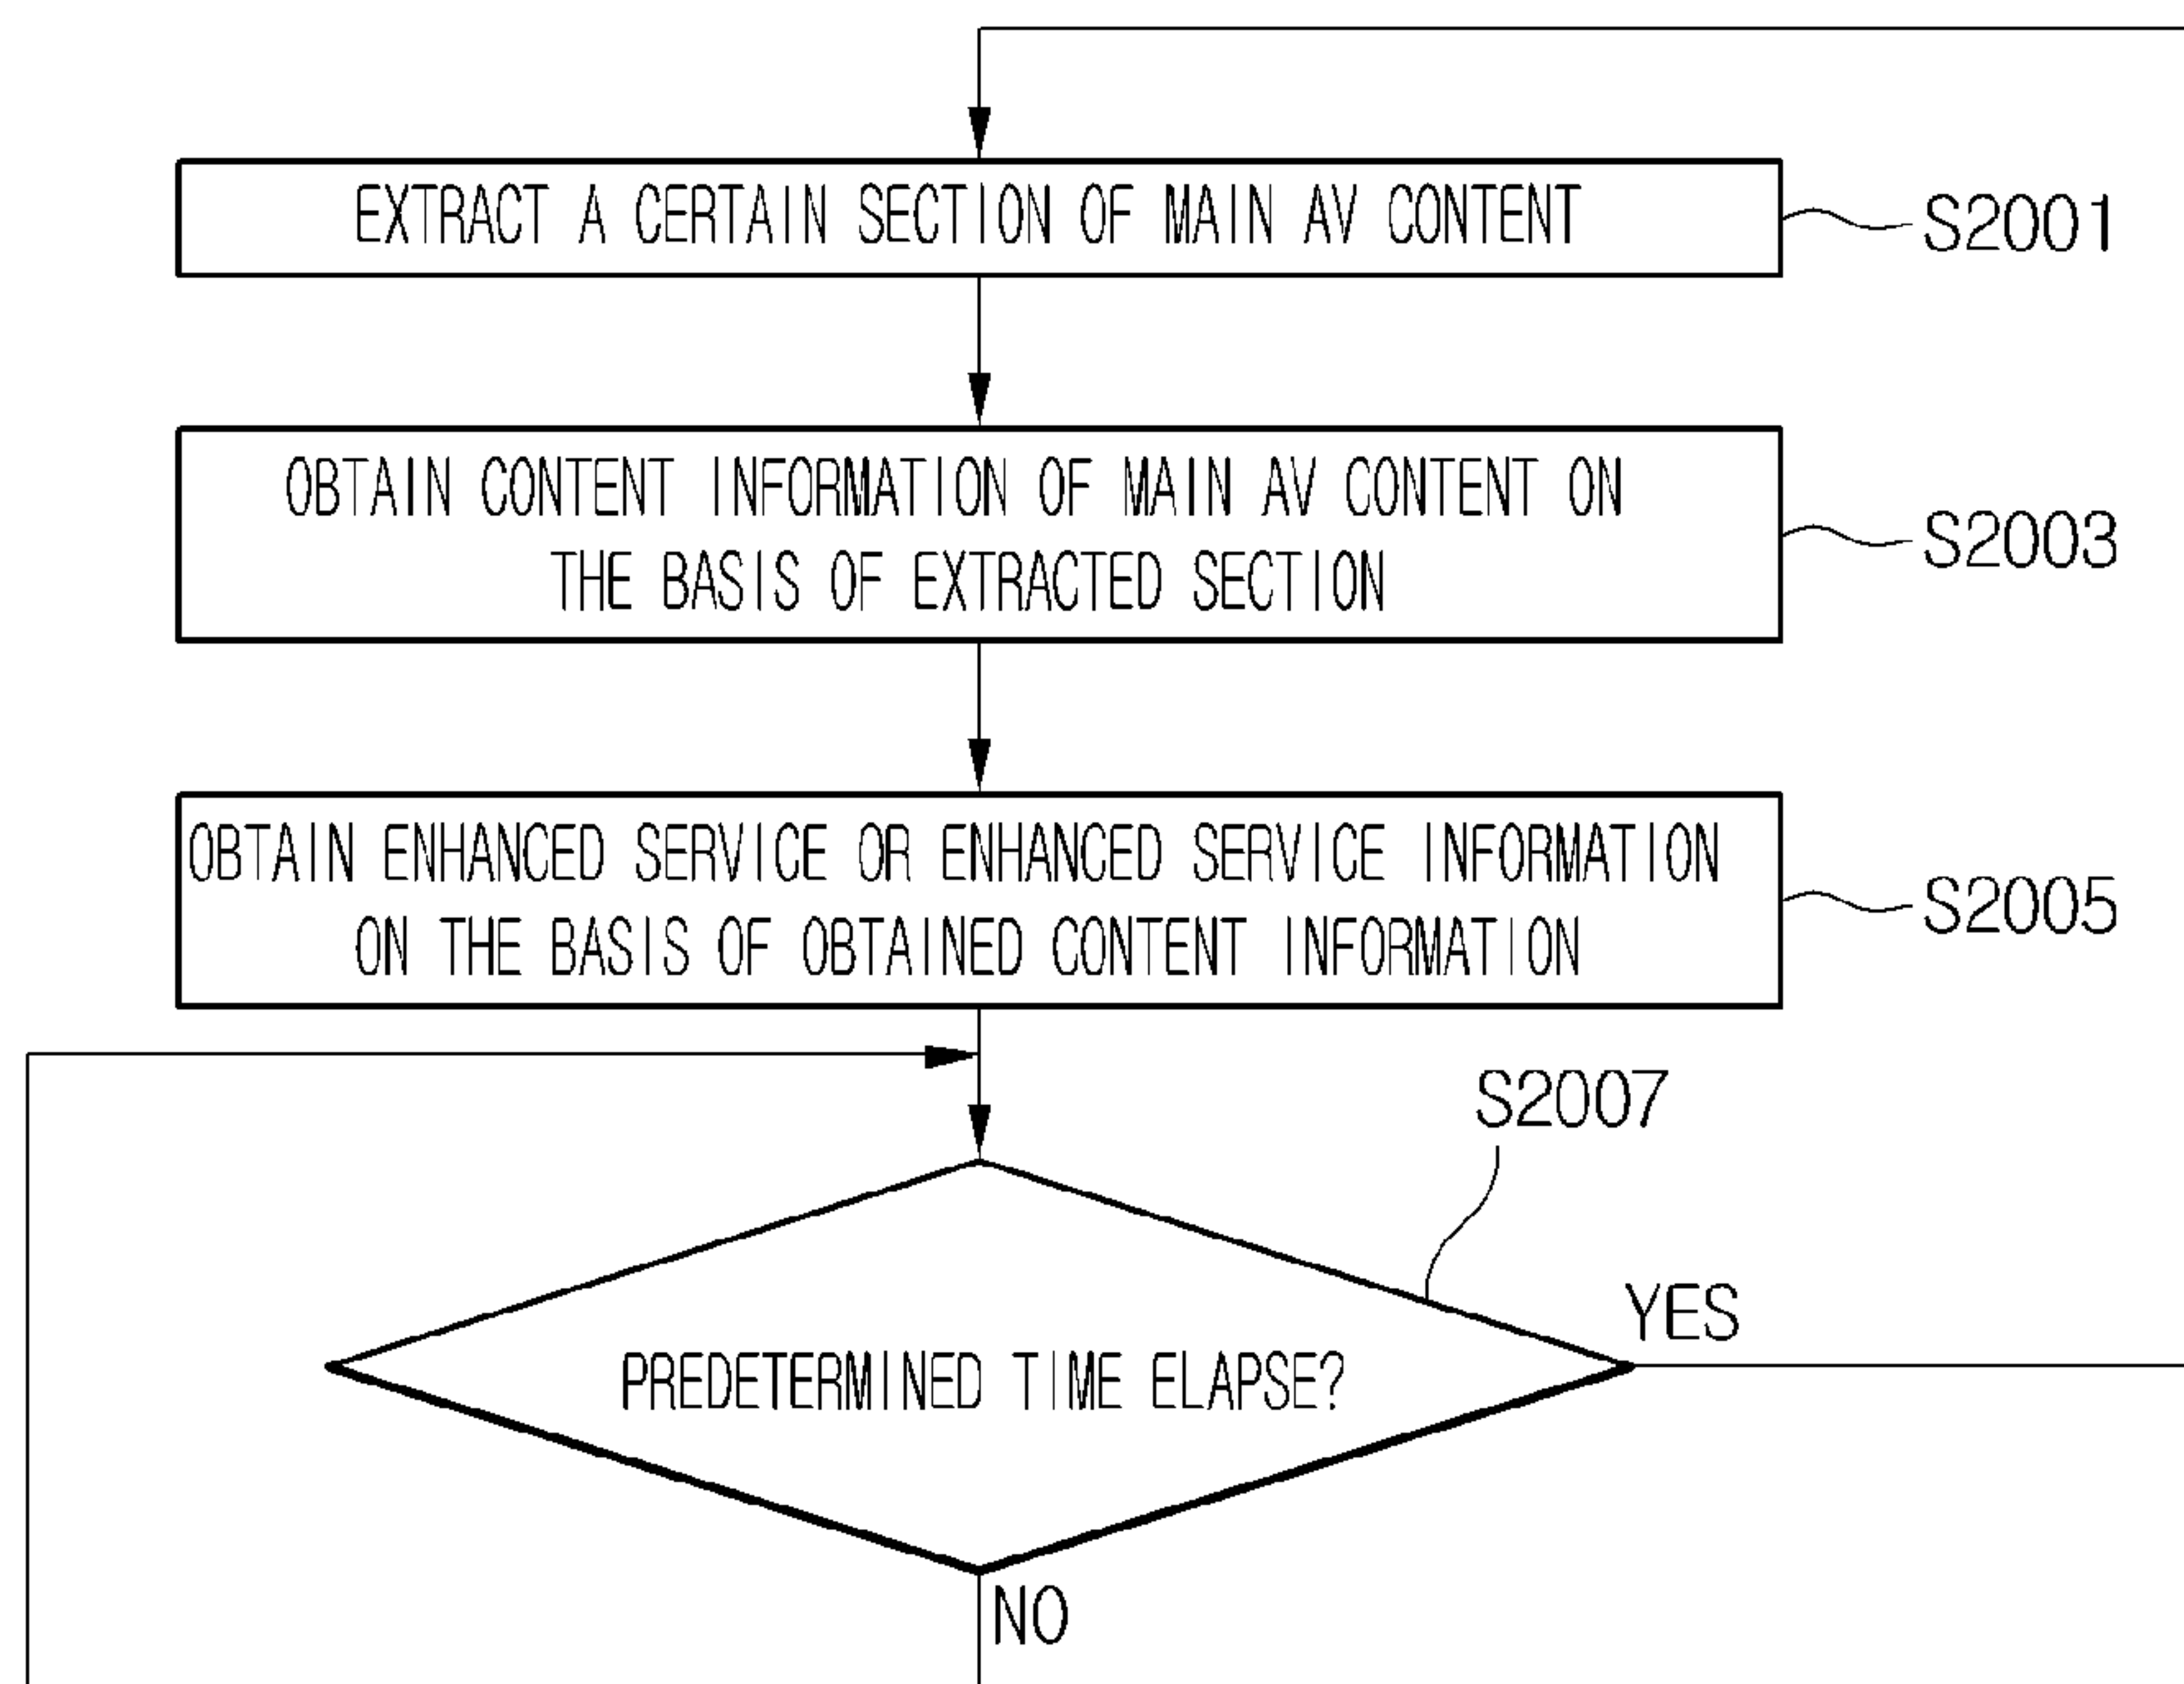 EXTRACT A CERTAIN SECTION OF MAIN AV CONTENT
S2001
OBTAIN CONTENT INFORMATION OF MAIN AV CONTENT ON
THE BASIS OF EXTRACTED SECTION
S2003
OBTAIN ENHANCED SERVICE OR ENHANCED SERVICE INFORMATION
ON THE BASIS OF OBTAINED CONTENT INFORMATION
S2005
S2007
YES
PREDETERMINED TIME ELAPSE?
NO